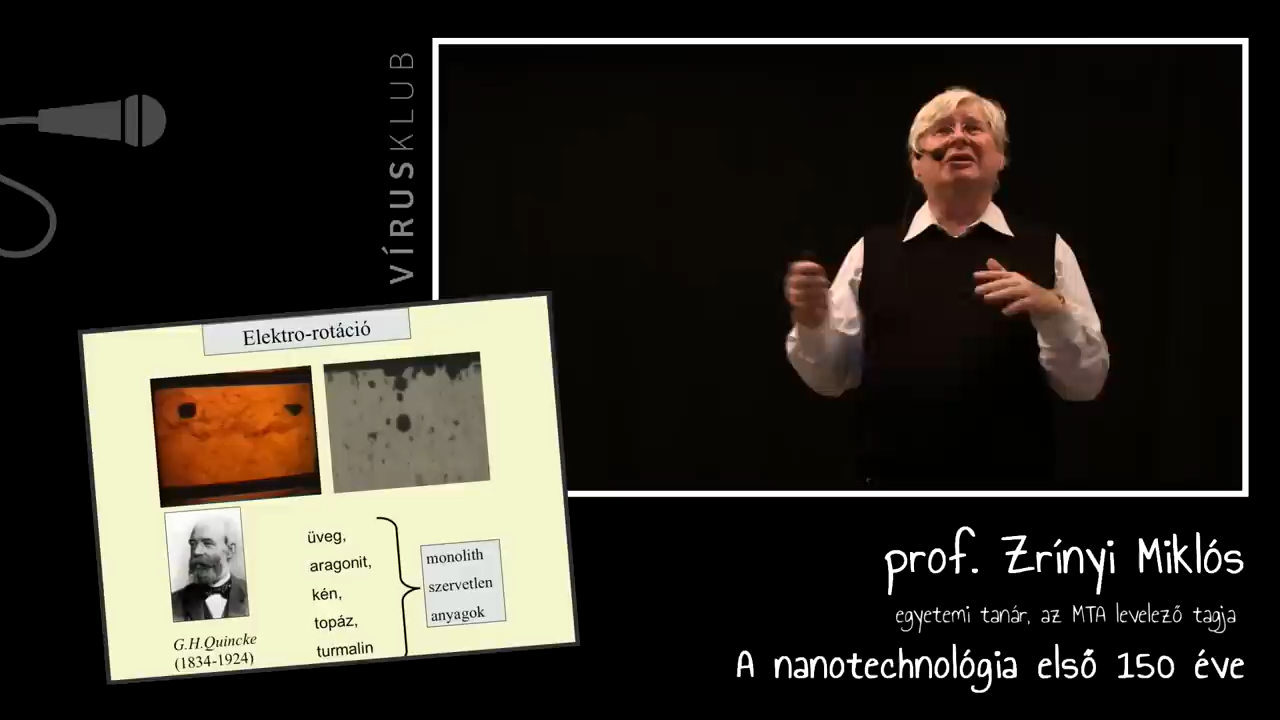 VÍRUSKLUB
Elektro-rotáció
üveg,
aragonit,
kén,
topáz,
turmalin
monolith
szervetlen
anyagok
G.H.Quincke
(1834-1924)
prof. Zrínyi Miklós
egyetemi tanár, az MTA levelező tagja
A nanotechnológia első 150 éve